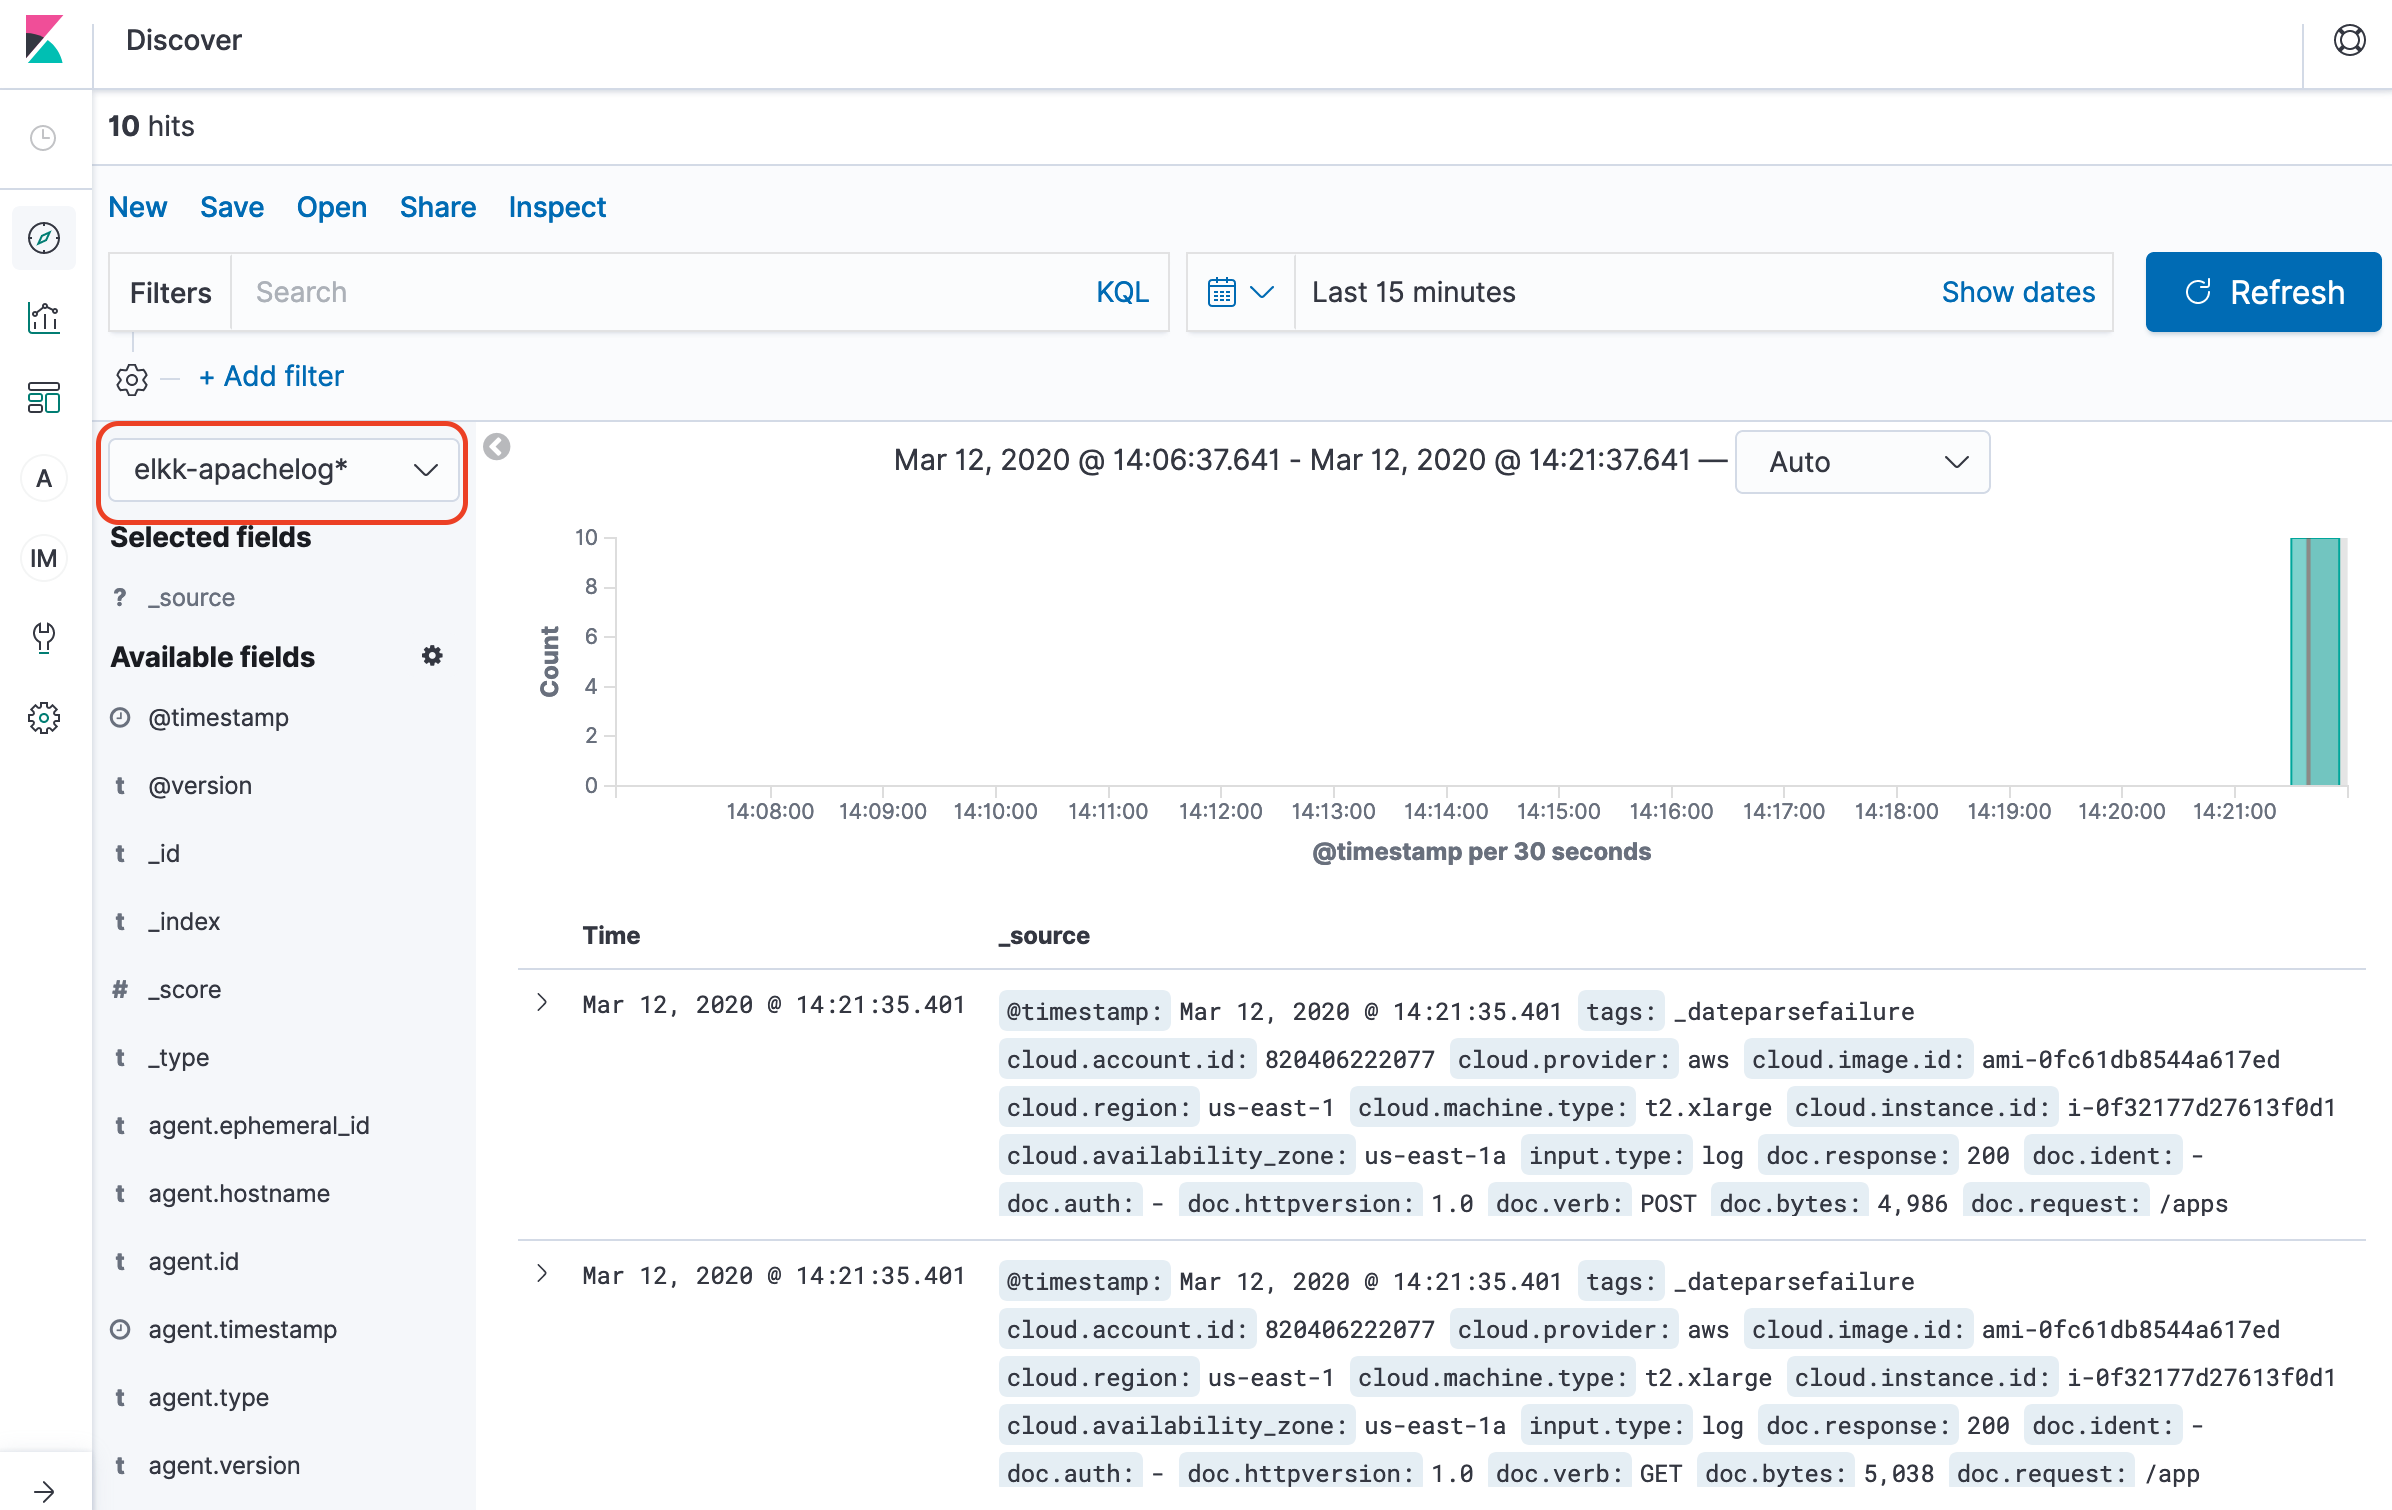 Discover
10 hits
New Save Open Share Inspect
Filters Search KQL Last 15 minutes Show dates Refresh
+ Add filter
elkk-apachelog*
Mar 12, 2020 @ 14:06:37.641 - Mar 12, 2020 @ 14:21:37.641 — Auto
A
IM
Selected fields
? _source
Available fields
@timestamp
t @version
t _id
t _index
# _score
t _type
t agent.ephemeral_id
t agent.hostname
t agent.id
agent.timestamp
t agent.type
t agent.version
Count
10
8
6
4
2
0
14:08:00 14:09:00 14:10:00 14:11:00 14:12:00 14:13:00 14:14:00 14:15:00 14:16:00 14:17:00 14:18:00 14:19:00 14:20:00 14:21:00
@timestamp per 30 seconds
Time _source
Mar 12, 2020 @ 14:21:35.401 @timestamp: Mar 12, 2020 @ 14:21:35.401 tags: _dateparsefailure
cloud.account.id: 820406222077 cloud.provider: aws cloud.image.id: ami-0fc61db8544a617ed
cloud.region: us-east-1 cloud.machine.type: t2.xlarge cloud.instance.id: i-0f32177d27613f0d1
cloud.availability_zone: us-east-1a input.type: log doc.response: 200 doc.ident: -
doc.auth: - doc.httpversion: 1.0 doc.verb: POST doc.bytes: 4,986 doc.request: /apps
Mar 12, 2020 @ 14:21:35.401 @timestamp: Mar 12, 2020 @ 14:21:35.401 tags: _dateparsefailure
cloud.account.id: 820406222077 cloud.provider: aws cloud.image.id: ami-0fc61db8544a617ed
cloud.region: us-east-1 cloud.machine.type: t2.xlarge cloud.instance.id: i-0f32177d27613f0d1
cloud.availability_zone: us-east-1a input.type: log doc.response: 200 doc.ident: -
doc.auth: - doc.httpversion: 1.0 doc.verb: GET doc.bytes: 5,038 doc.request: /app